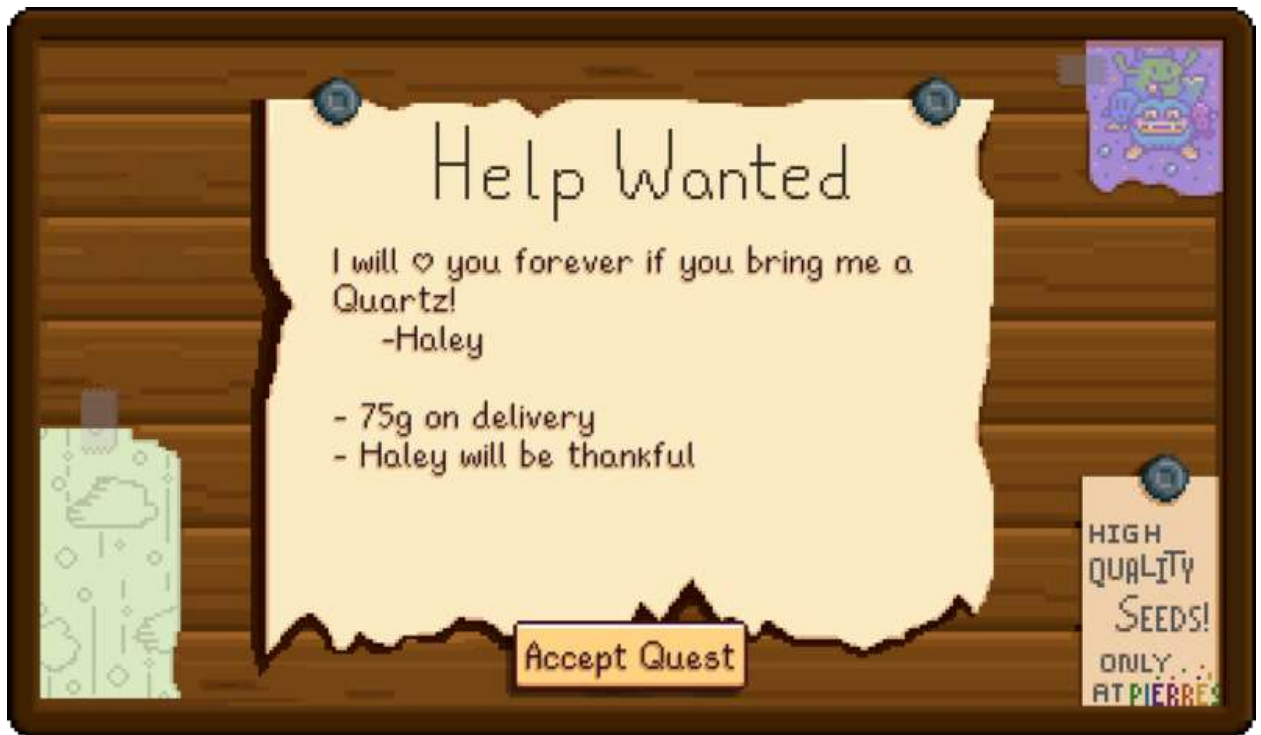 Help Wanted
I will ♡ you forever if you bring me a
Quartz!
-Haley
- 75g on delivery
- Haley will be thankful
Accept Quest
HIGH
QUALITY
SEEDS!
ONLY...
AT PIERRES